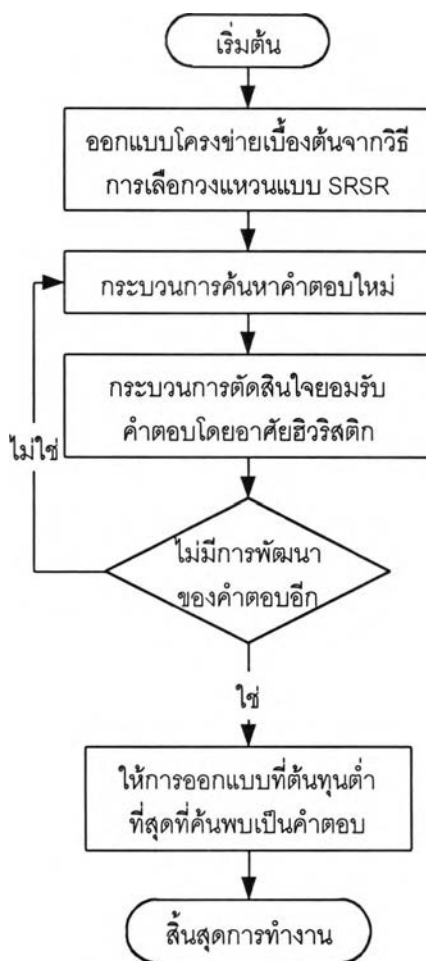 เริ่มต้น
ออกแบบโครงข่ายเบื้องต้นจากวิธี
การเลือกวงแหวนแบบ SRSR
กระบวนการค้นหาคำตอบใหม่
กระบวนการตัดสินใจยอมรับ
คำตอบโดยอาศัยฮิวริสติก
ไม่ใช่
ไม่มีการพัฒนา
ของคำตอบอีก
ใช่
ให้การออกแบบที่ต้นทุนต่ำ
ที่สุดที่ค้นพบเป็นคำตอบ
สิ้นสุดการทำงาน